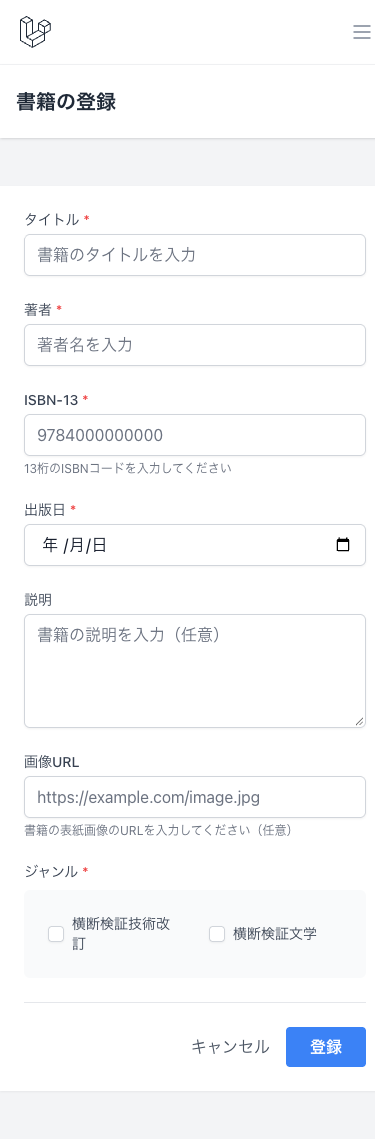 書籍の登録
タイトル *
書籍のタイトルを入力
著者 *
著者名を入力
ISBN-13 *
9784000000000
13桁のISBNコードを入力してください
出版日 *
年 /月/日
説明
書籍の説明を入力（任意）
画像URL
https://example.com/image.jpg
書籍の表紙画像のURLを入力してください（任意）
ジャンル *
横断検証技術改
訂
横断検証文学
キャンセル
登録